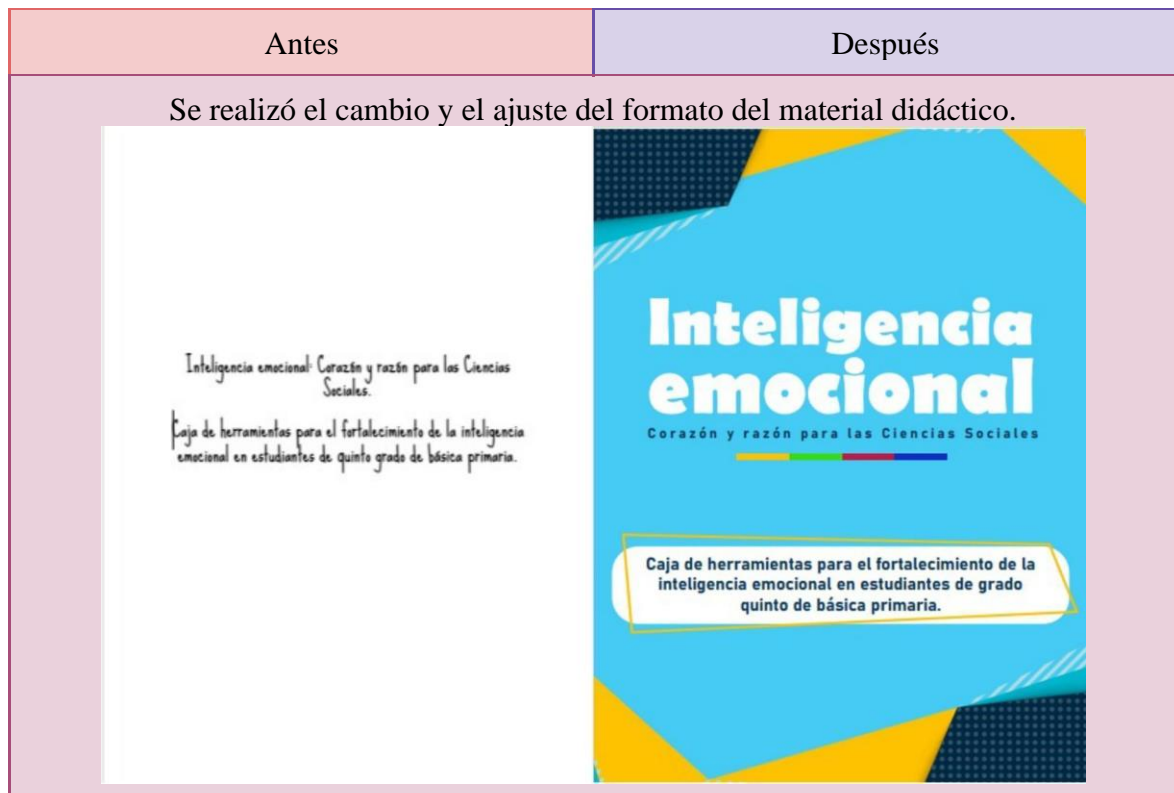 Antes
Después
Se realizó el cambio y el ajuste del formato del material didáctico.
Inteligencia emocional: Corazón y razón para las Ciencias
Sociales.
Caja de herramientas para el fortalecimiento de la inteligencia
emocional en estudiantes de quinto grado de básica primaria.
Inteligencia
emocional
Corazón y razón para las Ciencias Sociales
Caja de herramientas para el fortalecimiento de la
inteligencia emocional en estudiantes de grado
quinto de básica primaria.